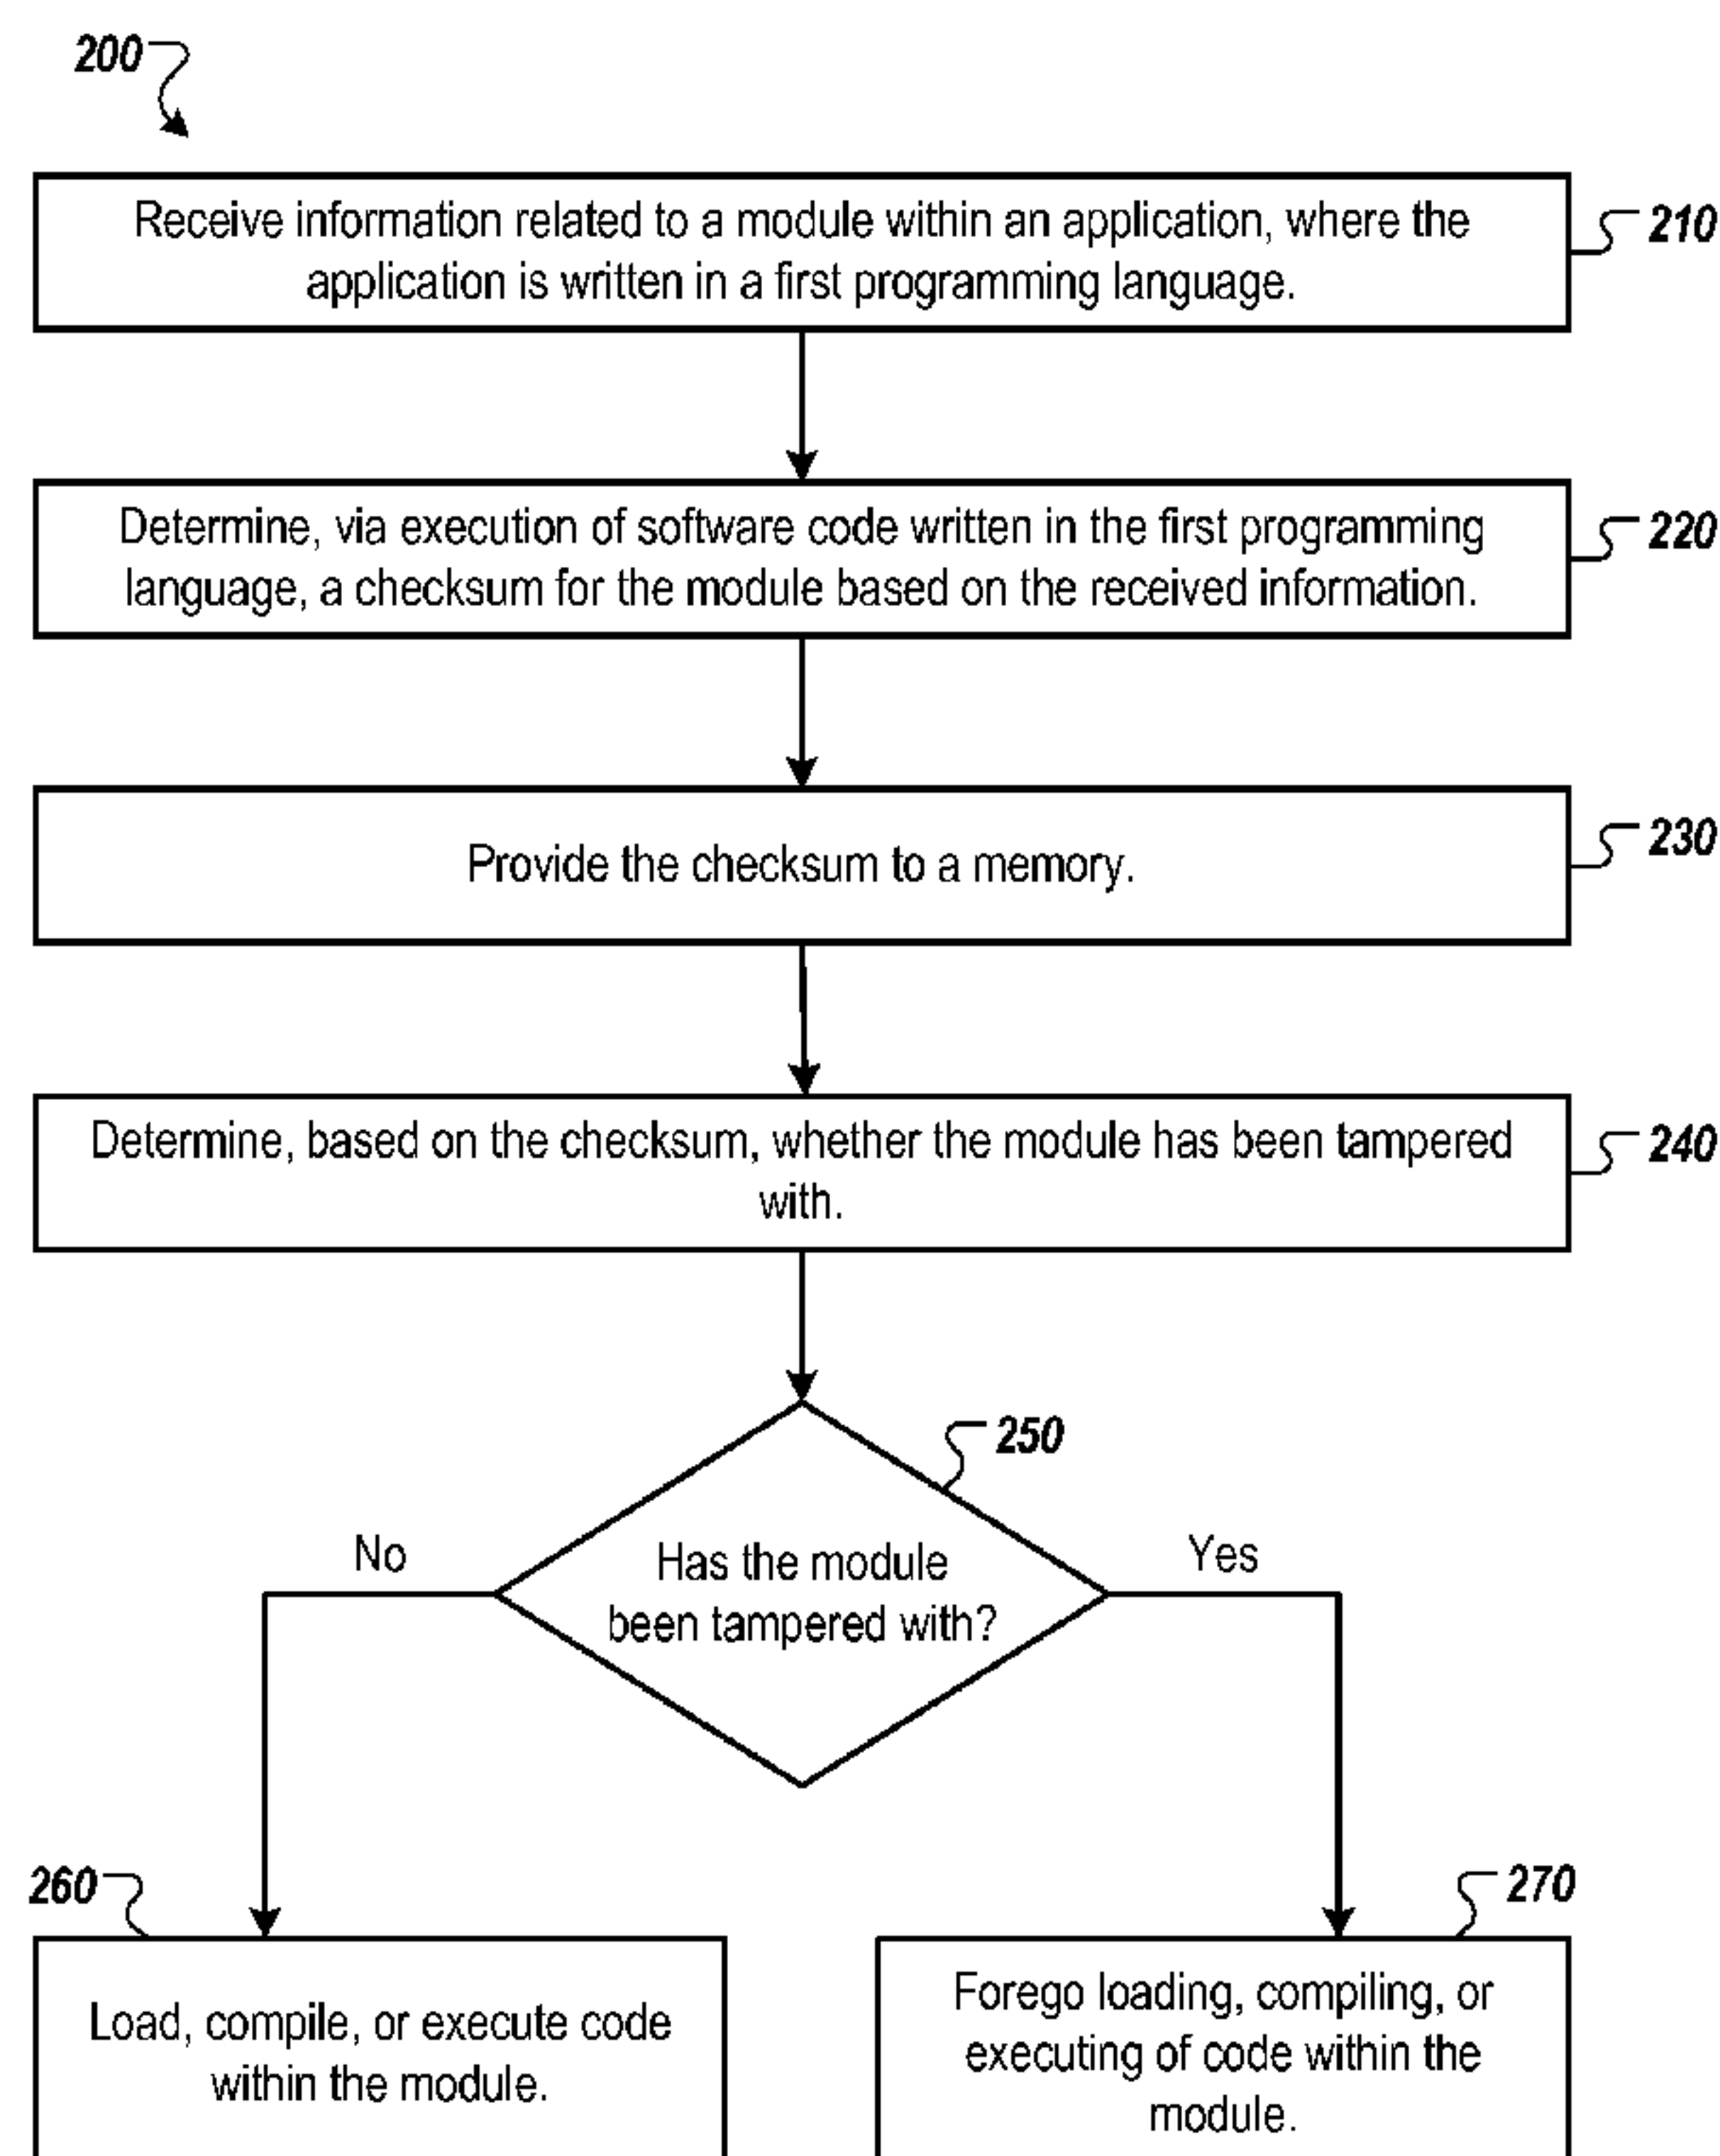 200
Receive information related to a module within an application, where the
application is written in a first programming language.
210
Determine, via execution of software code written in the first programming
language, a checksum for the module based on the received information.
220
Provide the checksum to a memory.
230
Determine, based on the checksum, whether the module has been tampered
with.
240
250
Has the module
been tampered with?
No
Yes
260
Load, compile, or execute code
within the module.
270
Forego loading, compiling, or
executing of code within the
module.